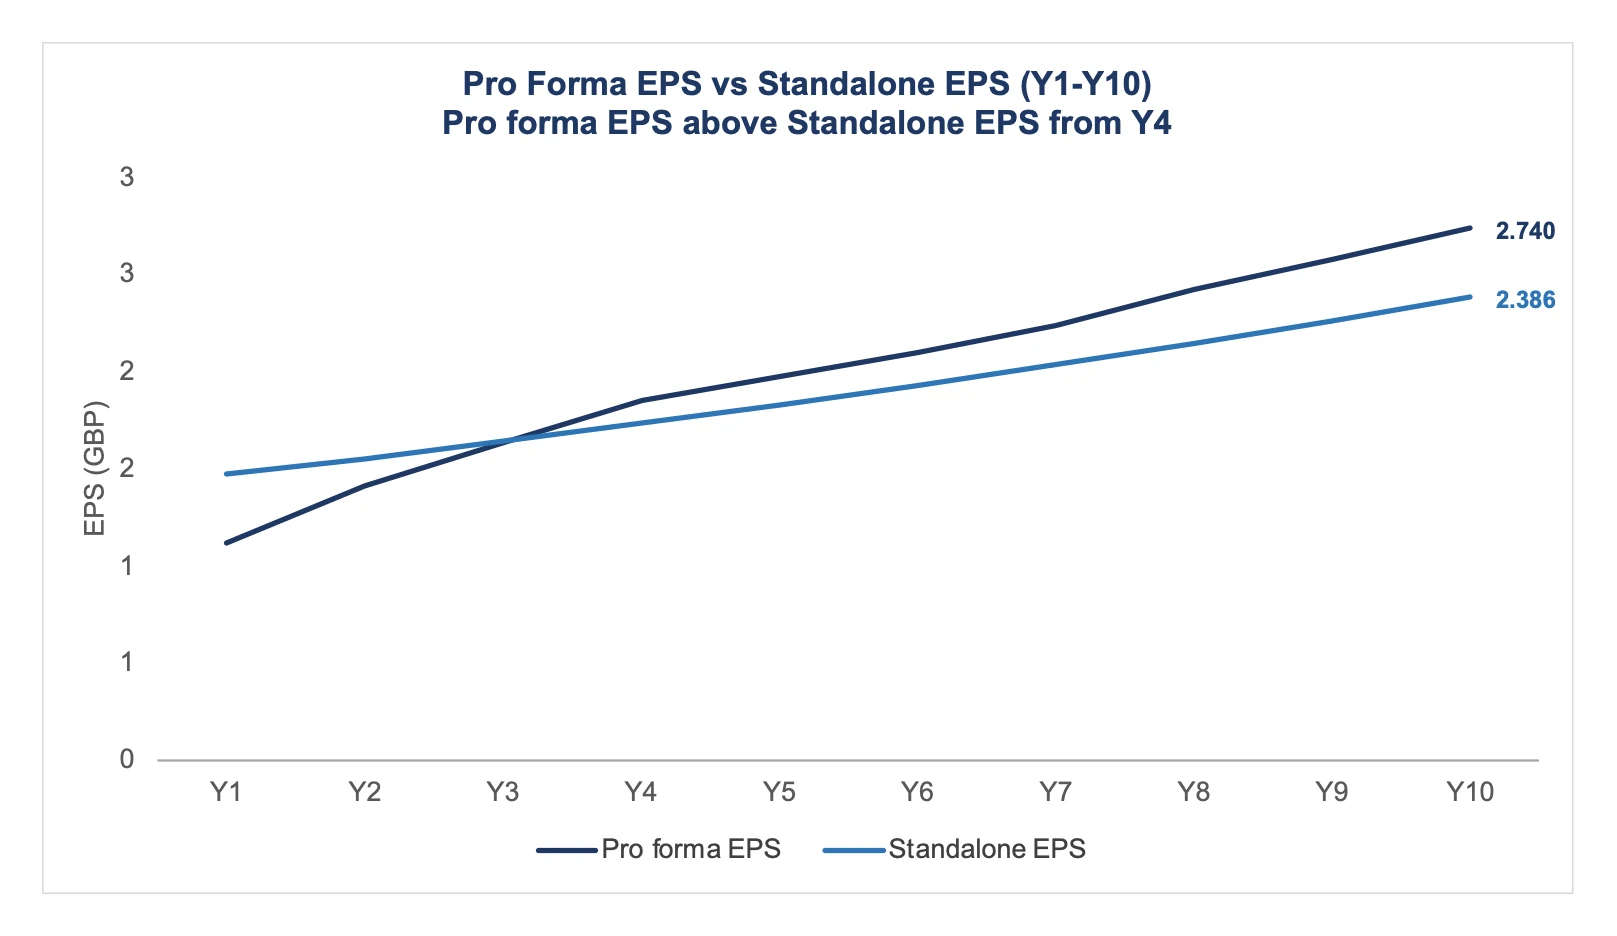 Pro Forma EPS vs Standalone EPS (Y1-Y10)
Pro forma EPS above Standalone EPS from Y4
3
3
2
2
1
1
0
EPS (GBP)
2.740
2.386
Y1 Y2 Y3 Y4 Y5 Y6 Y7 Y8 Y9 Y10
Pro forma EPS Standalone EPS